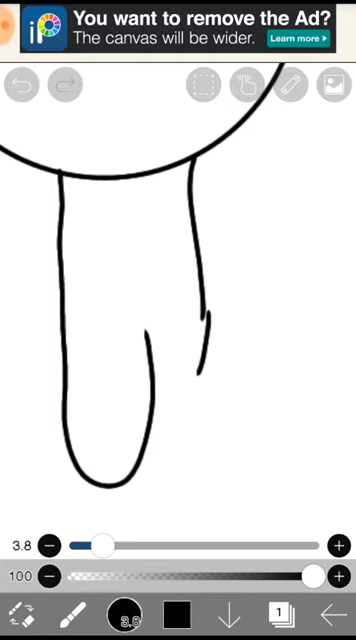 iP
You want to remove the Ad?
The canvas will be wider.
Learn more
3.8
100
3.8
1